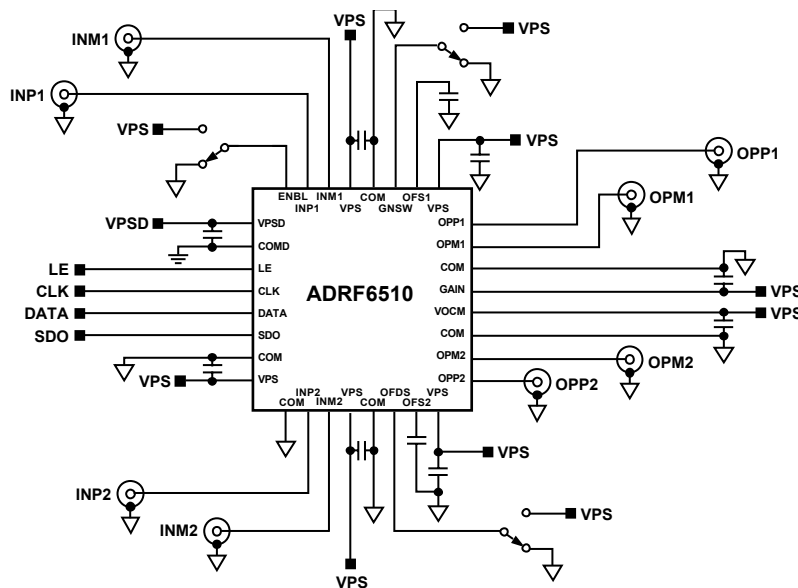 INM1
VPS
VPS
INP1
VPS
VPS
OPP1
OPM1
ENBL
INP1
INM1
VPS
COM
GNSW
OFS1
VPS
VPSD
VPSD
OPP1
COMD
OPM1
LE
LE
COM
CLK
CLK
ADRF6510
GAIN
VPS
DATA
DATA
VOCM
VPS
SDO
SDO
COM
COM
OPM2
OPM2
VPS
VPS
OPP2
OPP2
COM
INP2
INM2
VPS
COM
OFDS
OFS2
VPS
VPS
INP2
INM2
VPS
VPS